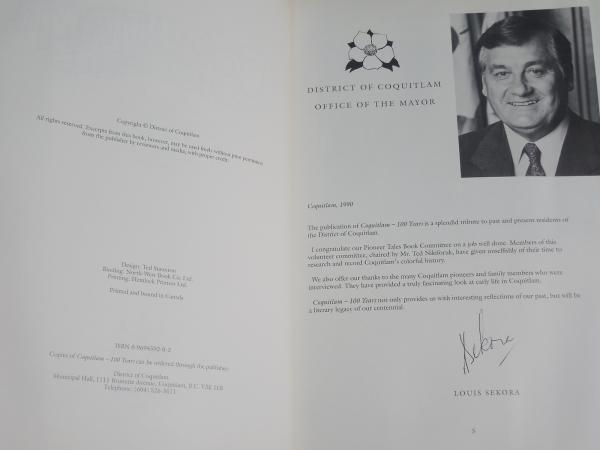 Copyright © District of Coquitlam
All rights reserved. Excerpts from this book, however, may be used freely without prior permission
from the publisher by reviewers and media, with proper credit.
Design: Ted Staunton
Binding: North-West Book Co. Ltd.
Printing: Hemlock Printers Ltd.
Printed and bound in Canada
Copies of Coquitlam – 100 Years can be ordered through the publisher:
District of Coquitlam
Municipal Hall, 1111 Brunette avenue, Coquitlam, B.C. V3K 1E8
Telephone: (604) 526-3611
DISTRICT OF COQUITLAM
OFFICE OF THE MAYOR
Coquitlam, 1990
The publication of Coquitlam – 100 Years is a splendid tribute to past and present residents of
the District of Coquitlam.
I congratulate our Pioneer Tales Book Committee on a job well done. Members of this
volunteer committee, chaired by Mr. Ted Nikiforak, have given unselfishly of their time to
research and record Coquitlam's colorful history.
We also offer our thanks to the many Coquitlam pioneers and family members who were
interviewed. They have provided a truly fascinating look at early life in Coquitlam.
Coquitlam – 100 Years not only provides us with interesting reflections of our past, but will be
a literary legacy of our centennial.
Sekora
LOUIS SEKORA
5